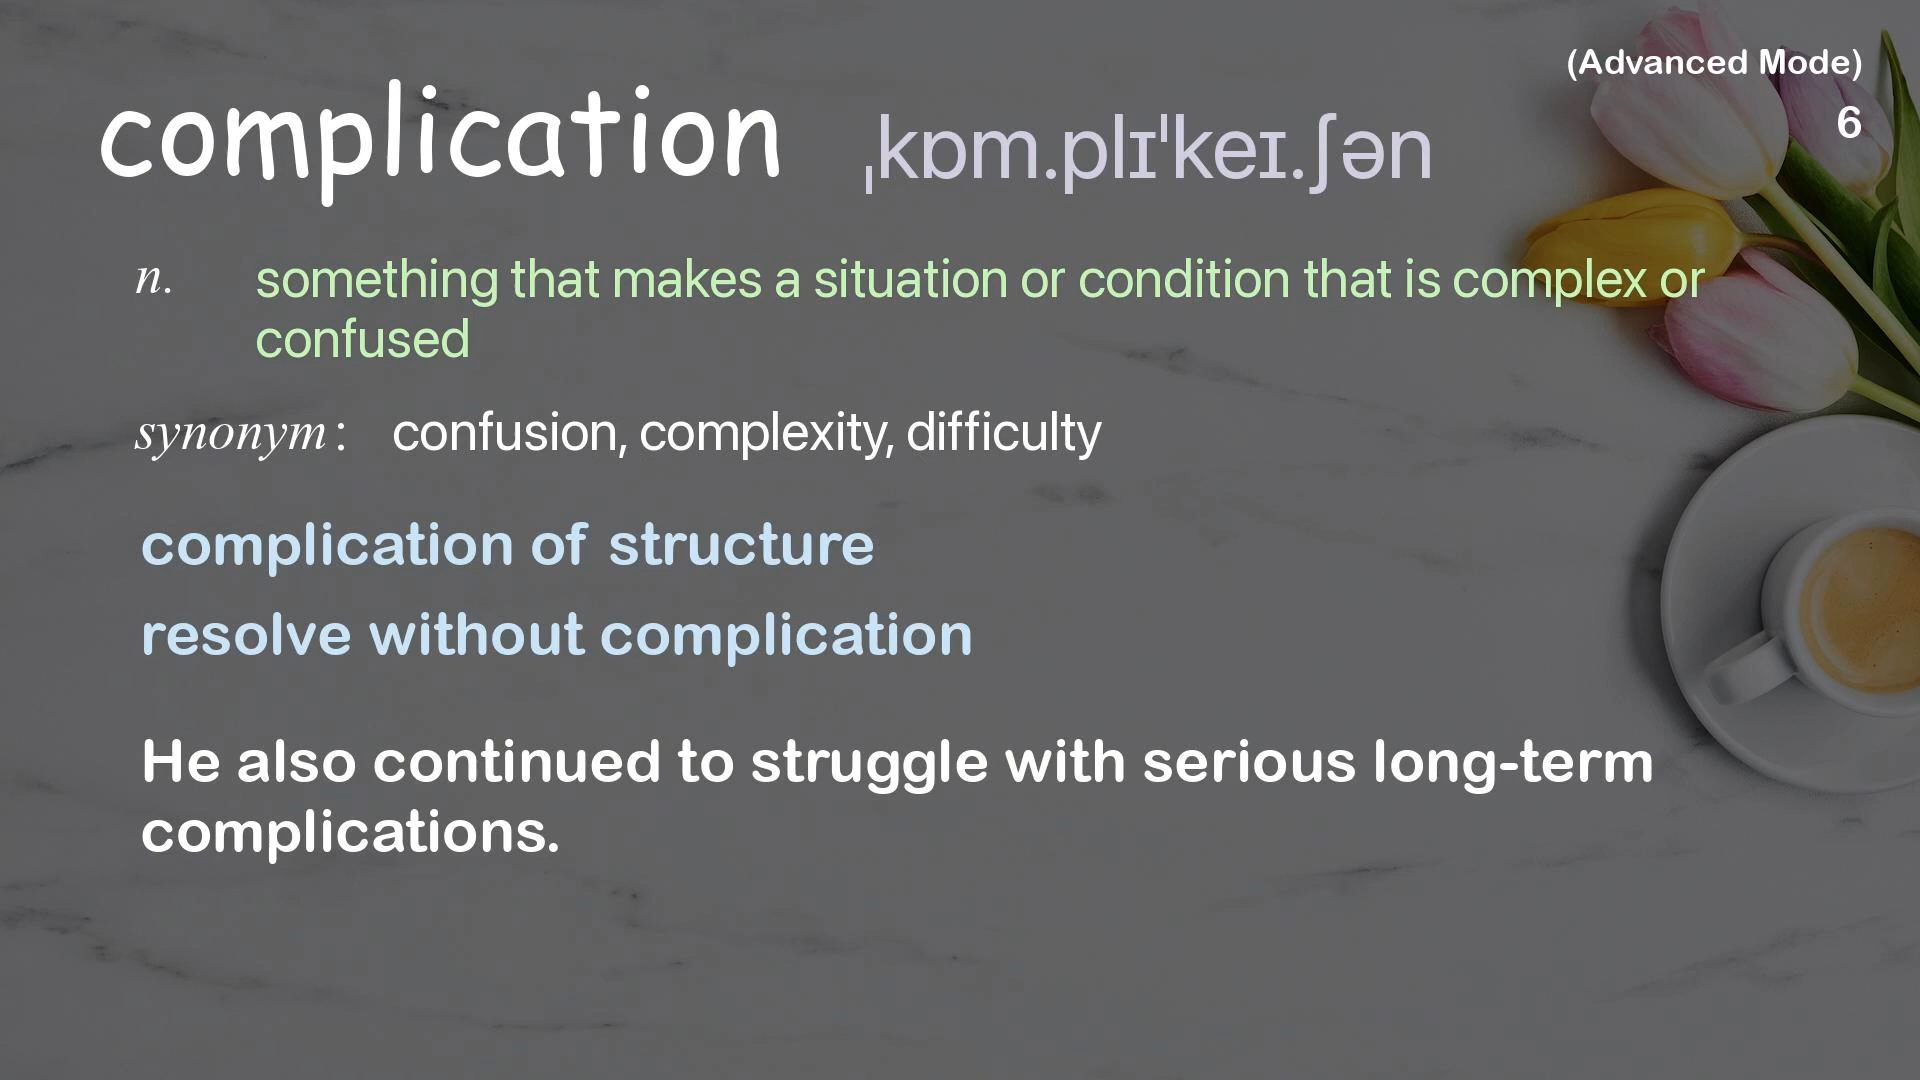 (Advanced Mode)
6
complication ˌkɒm.plɪˈkeɪ.ʃən
n. something that makes a situation or condition that is complex or
confused
synonym: confusion, complexity, difficulty
complication of structure
resolve without complication
He also continued to struggle with serious long-term
complications.